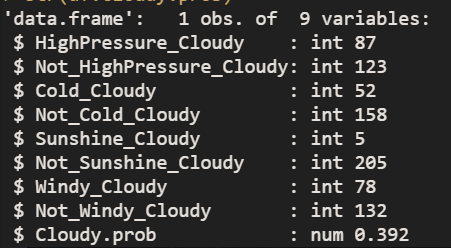 'data.frame':   1 obs. of  9 variables:
 $ HighPressure_Cloudy    : int 87
 $ Not_HighPressure_Cloudy: int 123
 $ Cold_Cloudy            : int 52
 $ Not_Cold_Cloudy        : int 158
 $ Sunshine_Cloudy        : int 5
 $ Not_Sunshine_Cloudy    : int 205
 $ Windy_Cloudy           : int 78
 $ Not_Windy_Cloudy       : int 132
 $ Cloudy.prob            : num 0.392